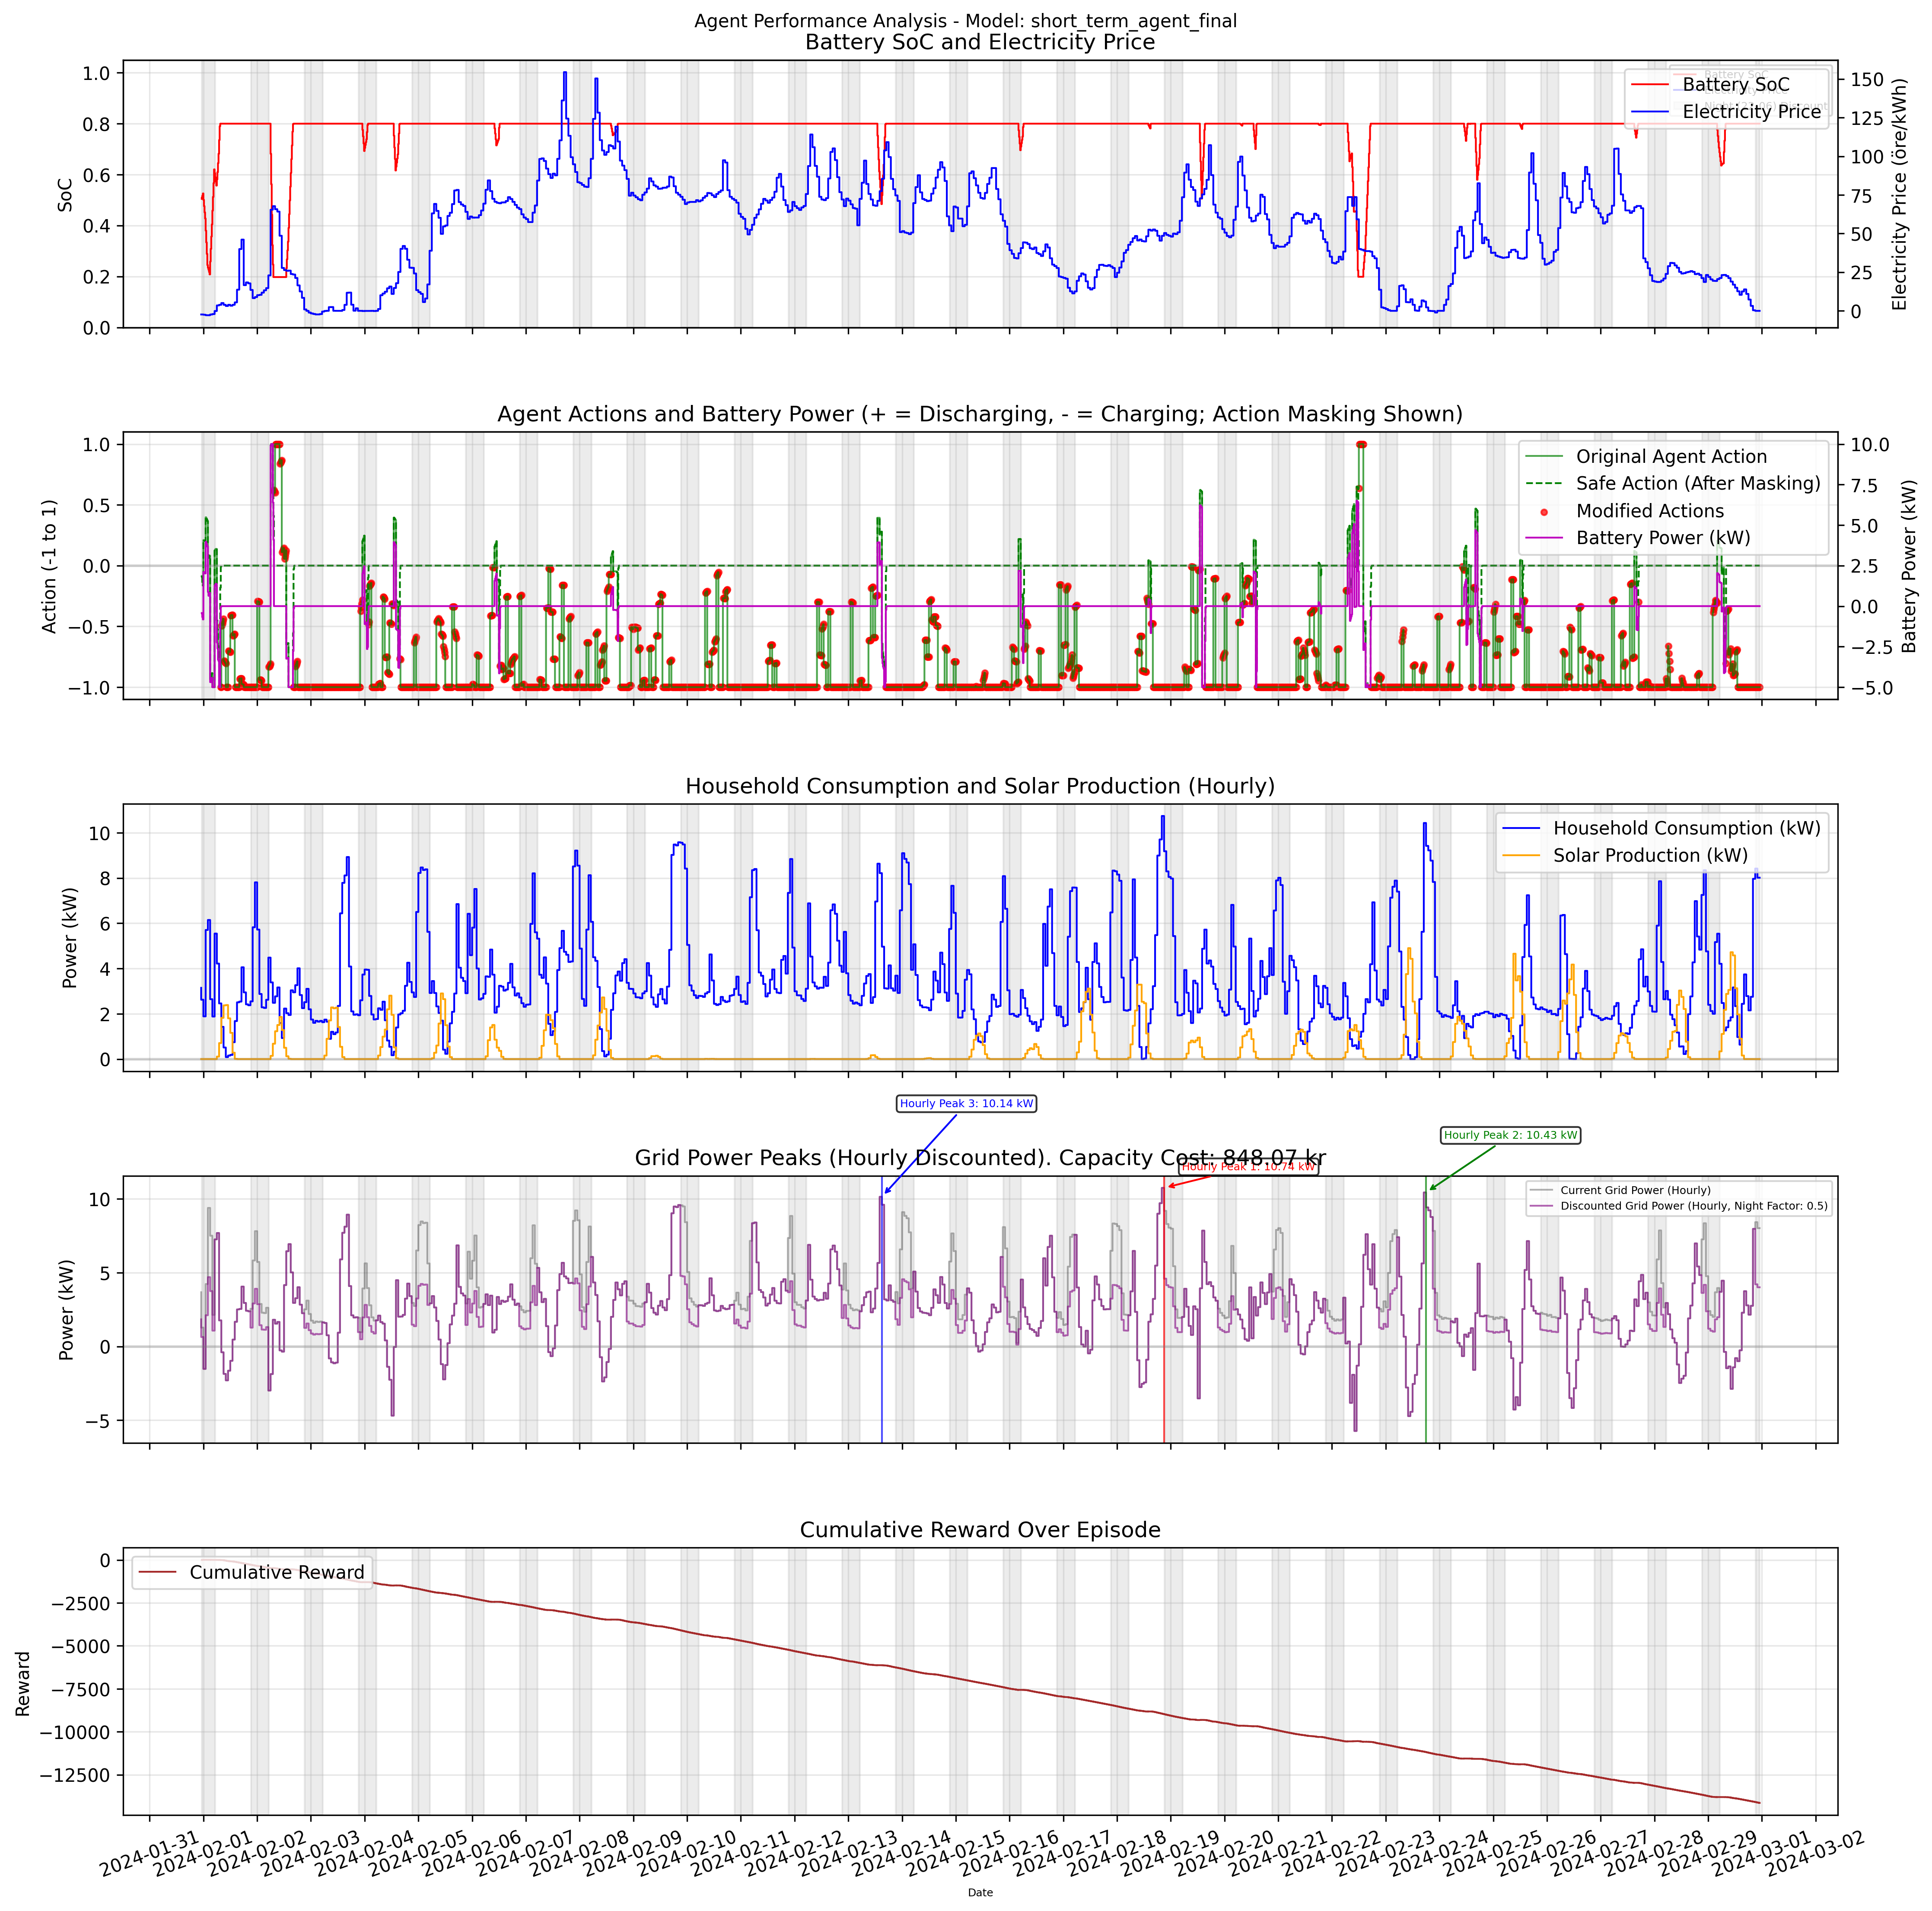 Agent Performance Analysis - Model: short_term_agent_final
Battery SoC and Electricity Price
1.0
0.8
0.6
0.4
0.2
0.0
SoC
150
125
100
75
50
25
0
Electricity Price (öre/kWh)
Battery SoC
Electricity Price
Agent Actions and Battery Power (+ = Discharging, - = Charging; Action Masking Shown)
1.0
0.5
0.0
−0.5
−1.0
Action (-1 to 1)
10.0
7.5
5.0
2.5
0.0
−2.5
−5.0
Battery Power (kW)
Original Agent Action
Safe Action (After Masking)
Modified Actions
Battery Power (kW)
Household Consumption and Solar Production (Hourly)
10
8
6
4
2
0
Power (kW)
Household Consumption (kW)
Solar Production (kW)
Hourly Peak 3: 10.14 kW
Hourly Peak 2: 10.43 kW
Grid Power Peaks (Hourly Discounted). Capacity Cost: 848.07 kr
Hourly Peak 1: 10.74 kW
10
5
0
−5
Power (kW)
Current Grid Power (Hourly)
Discounted Grid Power (Hourly, Night Factor: 0.5)
Cumulative Reward Over Episode
0
−2500
−5000
−7500
−10000
−12500
Reward
Cumulative Reward
2024-01-31
2024-02-01
2024-02-02
2024-02-03
2024-02-04
2024-02-05
2024-02-06
2024-02-07
2024-02-08
2024-02-09
2024-02-10
2024-02-11
2024-02-12
2024-02-13
2024-02-14
2024-02-15
2024-02-16
2024-02-17
2024-02-18
2024-02-19
2024-02-20
2024-02-21
2024-02-22
2024-02-23
2024-02-24
2024-02-25
2024-02-26
2024-02-27
2024-02-28
2024-02-29
2024-03-01
2024-03-02
Date